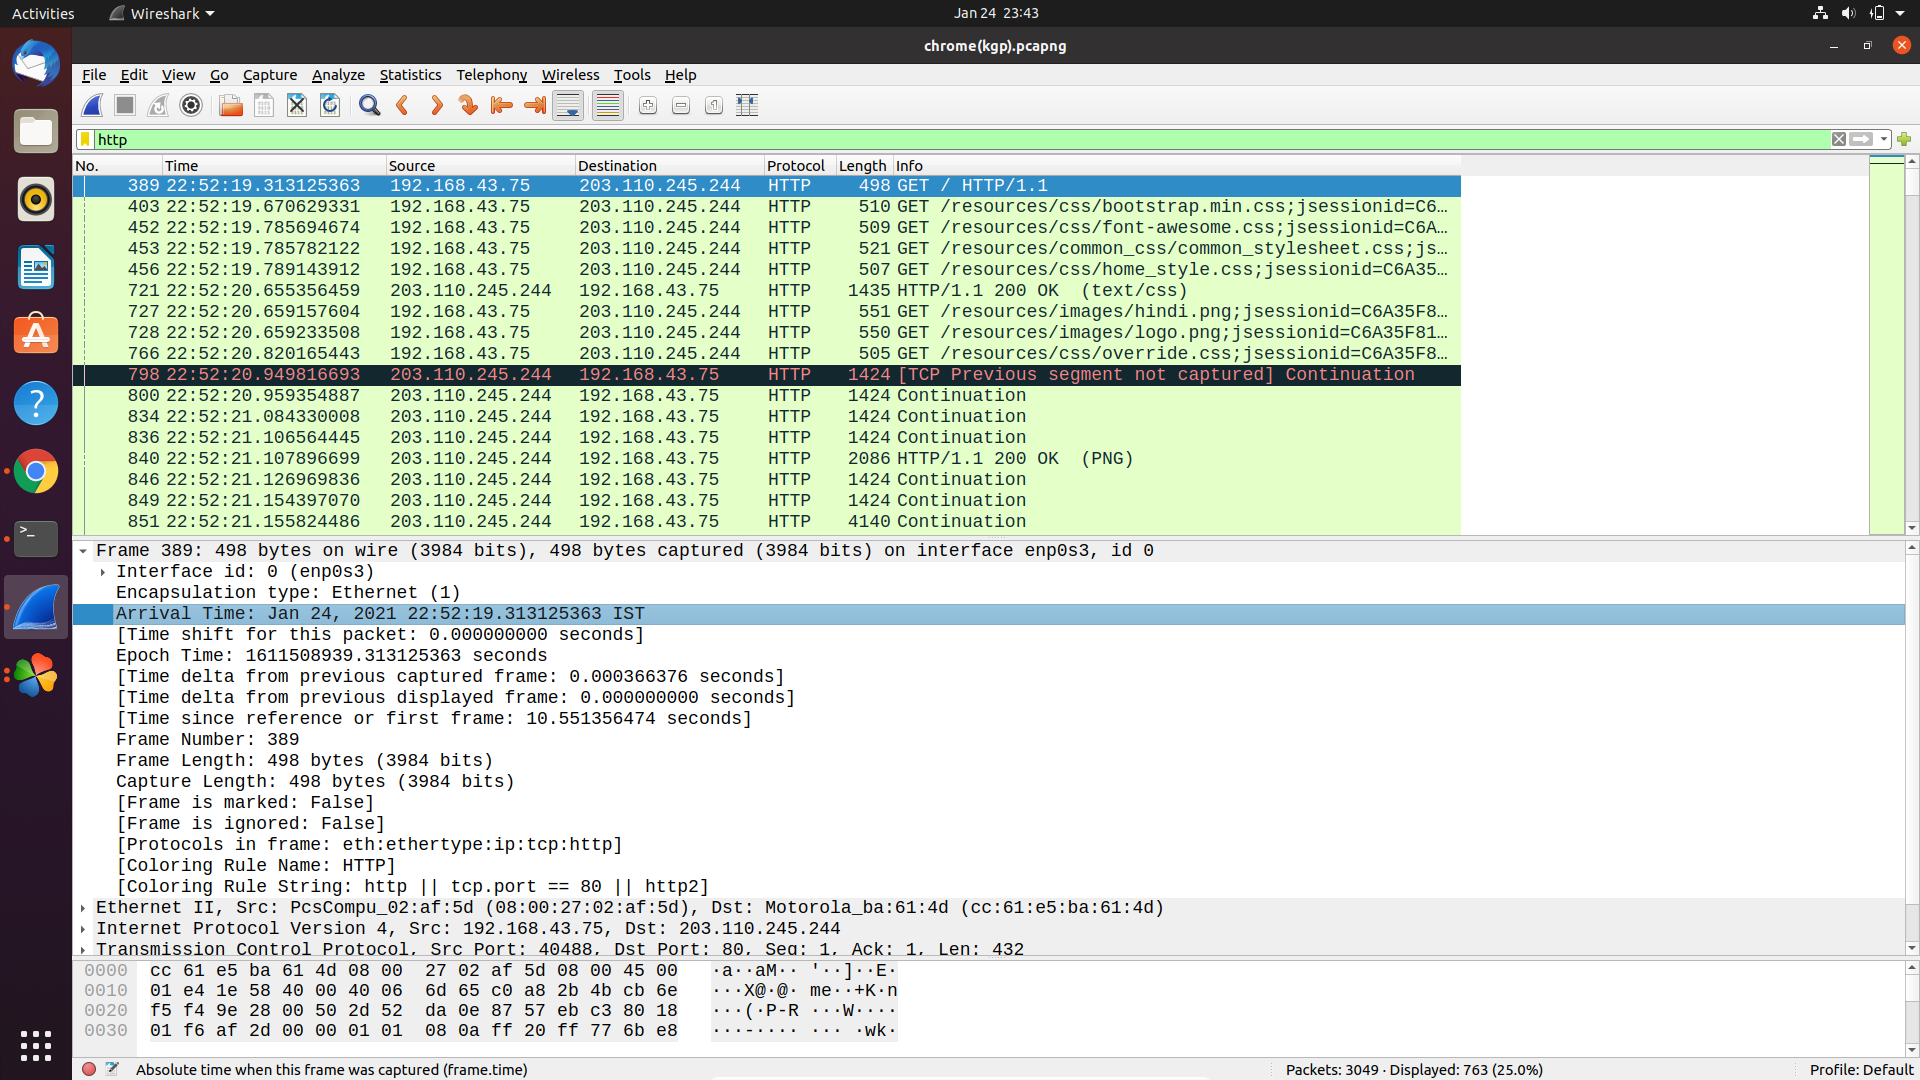 Activities Wireshark Jan 24 23:43
chrome(kgp).pcapng
File Edit View Go Capture Analyze Statistics Telephony Wireless Tools Help
http
No. Time Source Destination Protocol Length Info
389 22:52:19.313125363 192.168.43.75 203.110.245.244 HTTP 498 GET / HTTP/1.1
403 22:52:19.670629331 192.168.43.75 203.110.245.244 HTTP 510 GET /resources/css/bootstrap.min.css;jsessionid=C6…
452 22:52:19.785694674 192.168.43.75 203.110.245.244 HTTP 509 GET /resources/css/font-awesome.css;jsessionid=C6A…
453 22:52:19.785782122 192.168.43.75 203.110.245.244 HTTP 521 GET /resources/common_css/common_stylesheet.css;js…
456 22:52:19.789143912 192.168.43.75 203.110.245.244 HTTP 507 GET /resources/css/home_style.css;jsessionid=C6A35…
721 22:52:20.655356459 203.110.245.244 192.168.43.75 HTTP 1435 HTTP/1.1 200 OK (text/css)
727 22:52:20.659157604 192.168.43.75 203.110.245.244 HTTP 551 GET /resources/images/hindi.png;jsessionid=C6A35F8…
728 22:52:20.659233508 192.168.43.75 203.110.245.244 HTTP 550 GET /resources/images/logo.png;jsessionid=C6A35F81…
766 22:52:20.820165443 192.168.43.75 203.110.245.244 HTTP 505 GET /resources/css/override.css;jsessionid=C6A35F8…
798 22:52:20.949816693 203.110.245.244 192.168.43.75 HTTP 1424 [TCP Previous segment not captured] Continuation
800 22:52:20.959354887 203.110.245.244 192.168.43.75 HTTP 1424 Continuation
834 22:52:21.084330008 203.110.245.244 192.168.43.75 HTTP 1424 Continuation
836 22:52:21.106564445 203.110.245.244 192.168.43.75 HTTP 1424 Continuation
840 22:52:21.107896699 203.110.245.244 192.168.43.75 HTTP 2086 HTTP/1.1 200 OK (PNG)
846 22:52:21.126969836 203.110.245.244 192.168.43.75 HTTP 1424 Continuation
849 22:52:21.154397070 203.110.245.244 192.168.43.75 HTTP 1424 Continuation
851 22:52:21.155824486 203.110.245.244 192.168.43.75 HTTP 4140 Continuation
Frame 389: 498 bytes on wire (3984 bits), 498 bytes captured (3984 bits) on interface enp0s3, id 0
Interface id: 0 (enp0s3)
Encapsulation type: Ethernet (1)
Arrival Time: Jan 24, 2021 22:52:19.313125363 IST
[Time shift for this packet: 0.000000000 seconds]
Epoch Time: 1611508939.313125363 seconds
[Time delta from previous captured frame: 0.000366376 seconds]
[Time delta from previous displayed frame: 0.000000000 seconds]
[Time since reference or first frame: 10.551356474 seconds]
Frame Number: 389
Frame Length: 498 bytes (3984 bits)
Capture Length: 498 bytes (3984 bits)
[Frame is marked: False]
[Frame is ignored: False]
[Protocols in frame: eth:ethertype:ip:tcp:http]
[Coloring Rule Name: HTTP]
[Coloring Rule String: http || tcp.port == 80 || http2]
Ethernet II, Src: PcsCompu_02:af:5d (08:00:27:02:af:5d), Dst: Motorola_ba:61:4d (cc:61:e5:ba:61:4d)
Internet Protocol Version 4, Src: 192.168.43.75, Dst: 203.110.245.244
Transmission Control Protocol, Src Port: 40488, Dst Port: 80, Seq: 1, Ack: 1, Len: 432
0000 cc 61 e5 ba 61 4d 08 00 27 02 af 5d 08 00 45 00 ·a··aM·· '··]··E·
0010 01 e4 1e 58 40 00 40 06 6d 65 c0 a8 2b 4b cb 6e ···X@·@· me··+K·n
0020 f5 f4 9e 28 00 50 2d 52 da 0e 87 57 eb c3 80 18 ···(·P-R ···W····
0030 01 f6 af 2d 00 00 01 01 08 0a ff 20 ff 77 6b e8 ···-···· ··· ·wk·
Absolute time when this frame was captured (frame.time) Packets: 3049 · Displayed: 763 (25.0%) Profile: Default